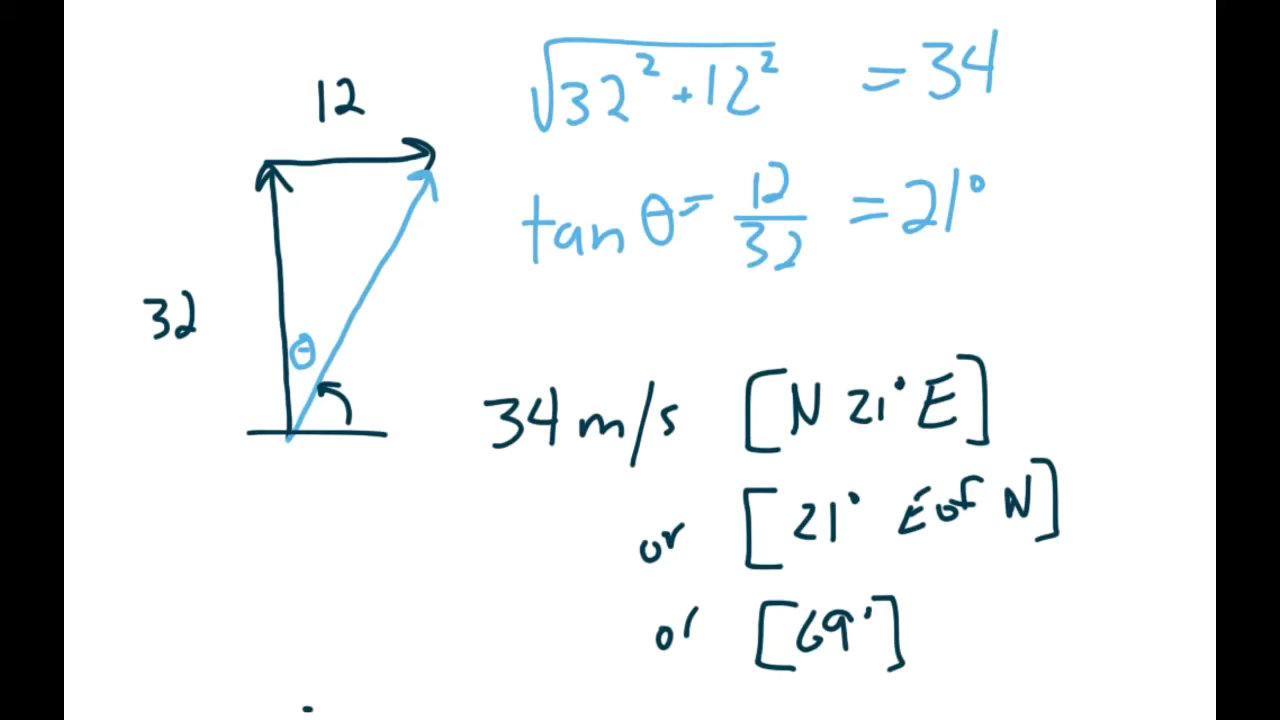 12
√32² + 12² = 34
tan θ = 12/32 = 21°
32
θ
34 m/s [N 21° E]
or [21° E of N]
or [69°]